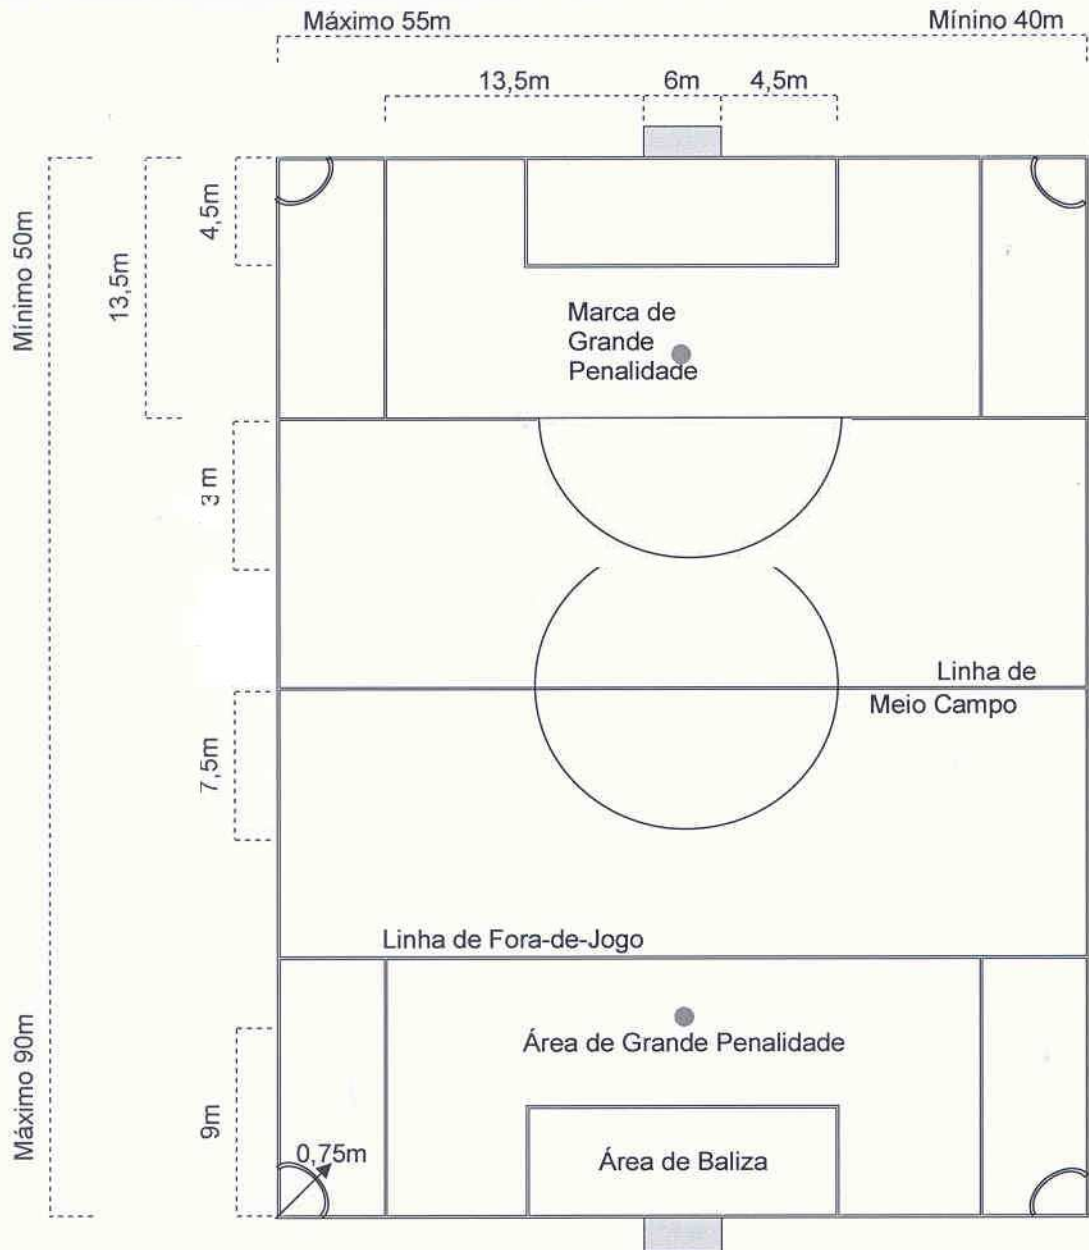 Máximo 55m
Mínino 40m
13,5m
6m
4,5m
4,5m
Mínimo 50m
13,5m
Marca de
Grande
Penalidade
3 m
Linha de
Meio Campo
7,5m
Linha de Fora-de-Jogo
Área de Grande Penalidade
Máximo 90m
9m
0,75m
Área de Baliza